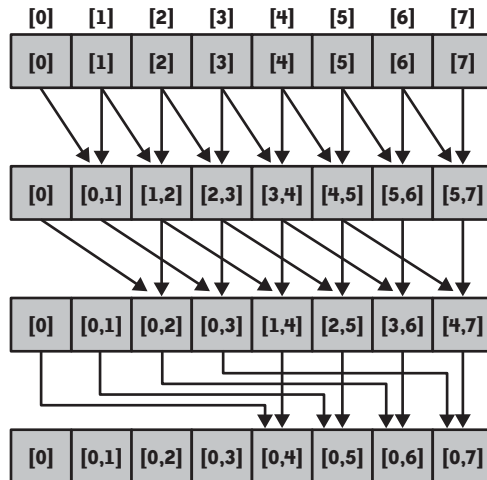 [0] [1] [2] [3] [4] [5] [6] [7]
[0] [1] [2] [3] [4] [5] [6] [7]
[0] [0,1] [1,2] [2,3] [3,4] [4,5] [5,6] [5,7]
[0] [0,1] [0,2] [0,3] [1,4] [2,5] [3,6] [4,7]
[0] [0,1] [0,2] [0,3] [0,4] [0,5] [0,6] [0,7]